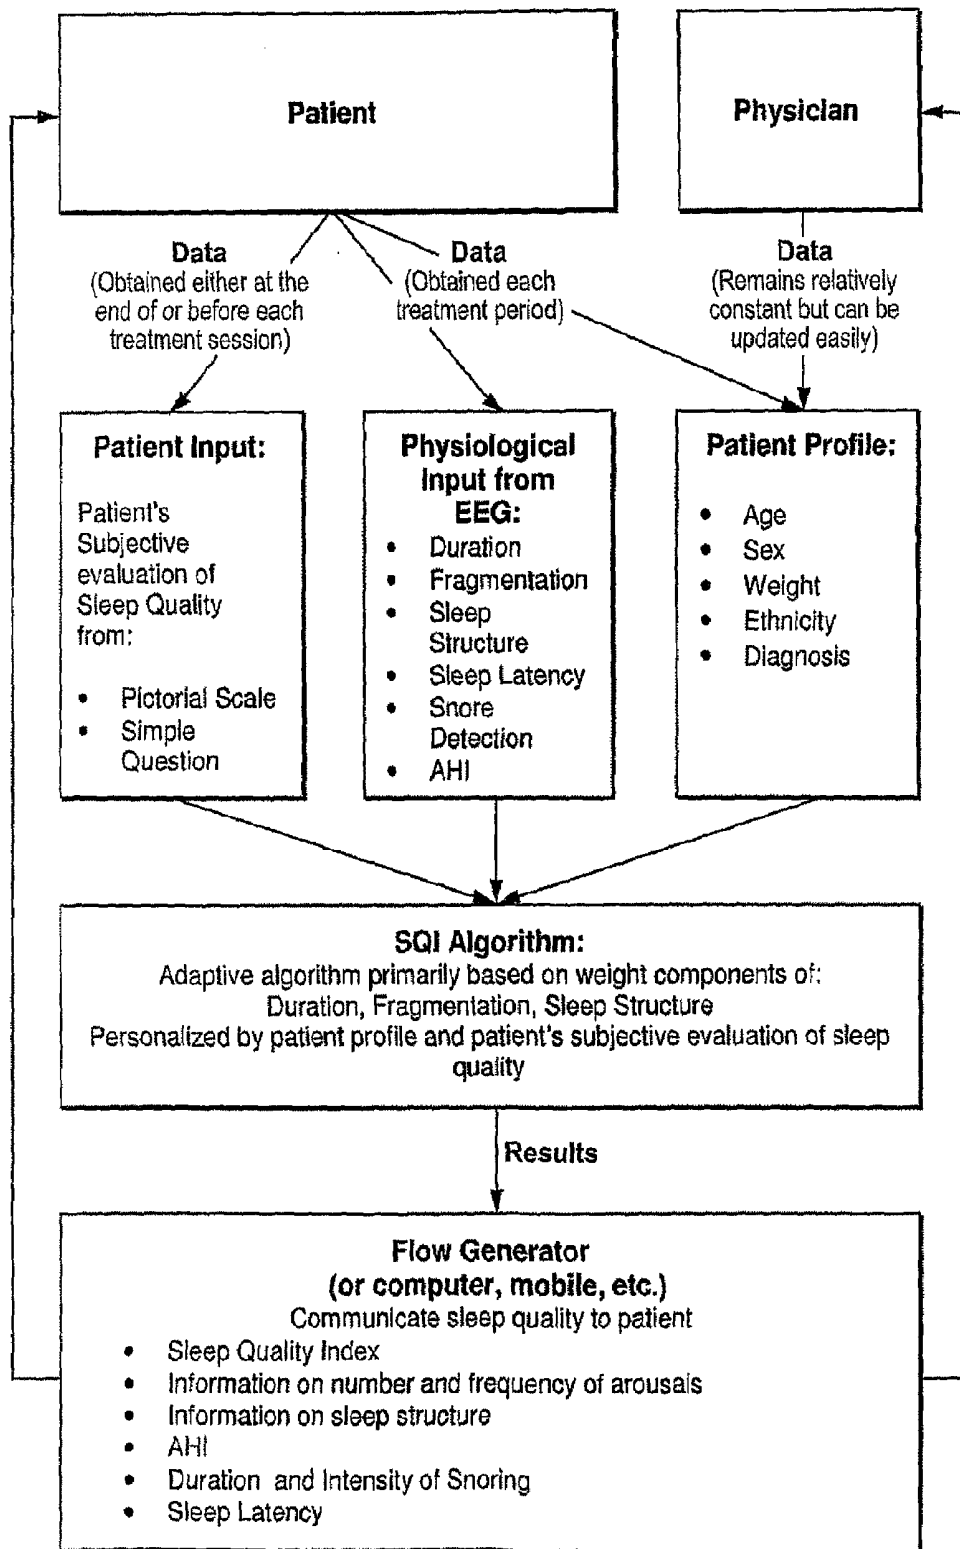 Patient
Physician
Data
(Obtained either at the
end of or before each
treatment session)
Data
(Obtained each
treatment period)
Data
(Remains relatively
constant but can be
updated easily)
Patient Input:
Patient's
Subjective
evaluation of
Sleep Quality
from:
• Pictorial Scale
• Simple
Question
Physiological
Input from
EEG:
• Duration
• Fragmentation
• Sleep
Structure
• Sleep Latency
• Snore
Detection
• AHI
Patient Profile:
• Age
• Sex
• Weight
• Ethnicity
• Diagnosis
SQI Algorithm:
Adaptive algorithm primarily based on weight components of:
Duration, Fragmentation, Sleep Structure
Personalized by patient profile and patient's subjective evaluation of sleep
quality
Results
Flow Generator
(or computer, mobile, etc.)
Communicate sleep quality to patient
• Sleep Quality Index
• Information on number and frequency of arousals
• Information on sleep structure
• AHI
• Duration and Intensity of Snoring
• Sleep Latency